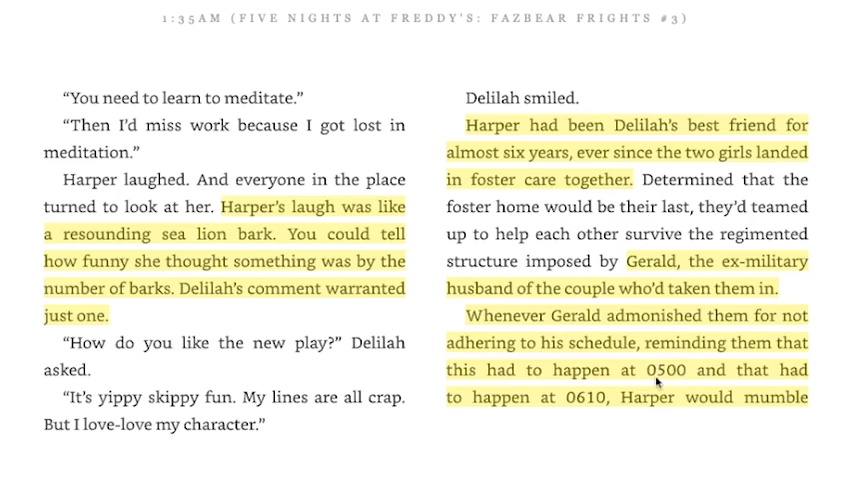 1:35AM (FIVE NIGHTS AT FREDDY'S: FAZBEAR FRIGHTS #3)
“You need to learn to meditate.”
“Then I’d miss work because I got lost in
meditation.”
Harper laughed. And everyone in the place
turned to look at her. Harper’s laugh was like
a resounding sea lion bark. You could tell
how funny she thought something was by the
number of barks. Delilah’s comment warranted
just one.
“How do you like the new play?” Delilah
asked.
“It’s yippy skippy fun. My lines are all crap.
But I love-love my character.”
Delilah smiled.
Harper had been Delilah’s best friend for
almost six years, ever since the two girls landed
in foster care together. Determined that the
foster home would be their last, they’d teamed
up to help each other survive the regimented
structure imposed by Gerald, the ex-military
husband of the couple who’d taken them in.
Whenever Gerald admonished them for not
adhering to his schedule, reminding them that
this had to happen at 0500 and that had
to happen at 0610, Harper would mumble